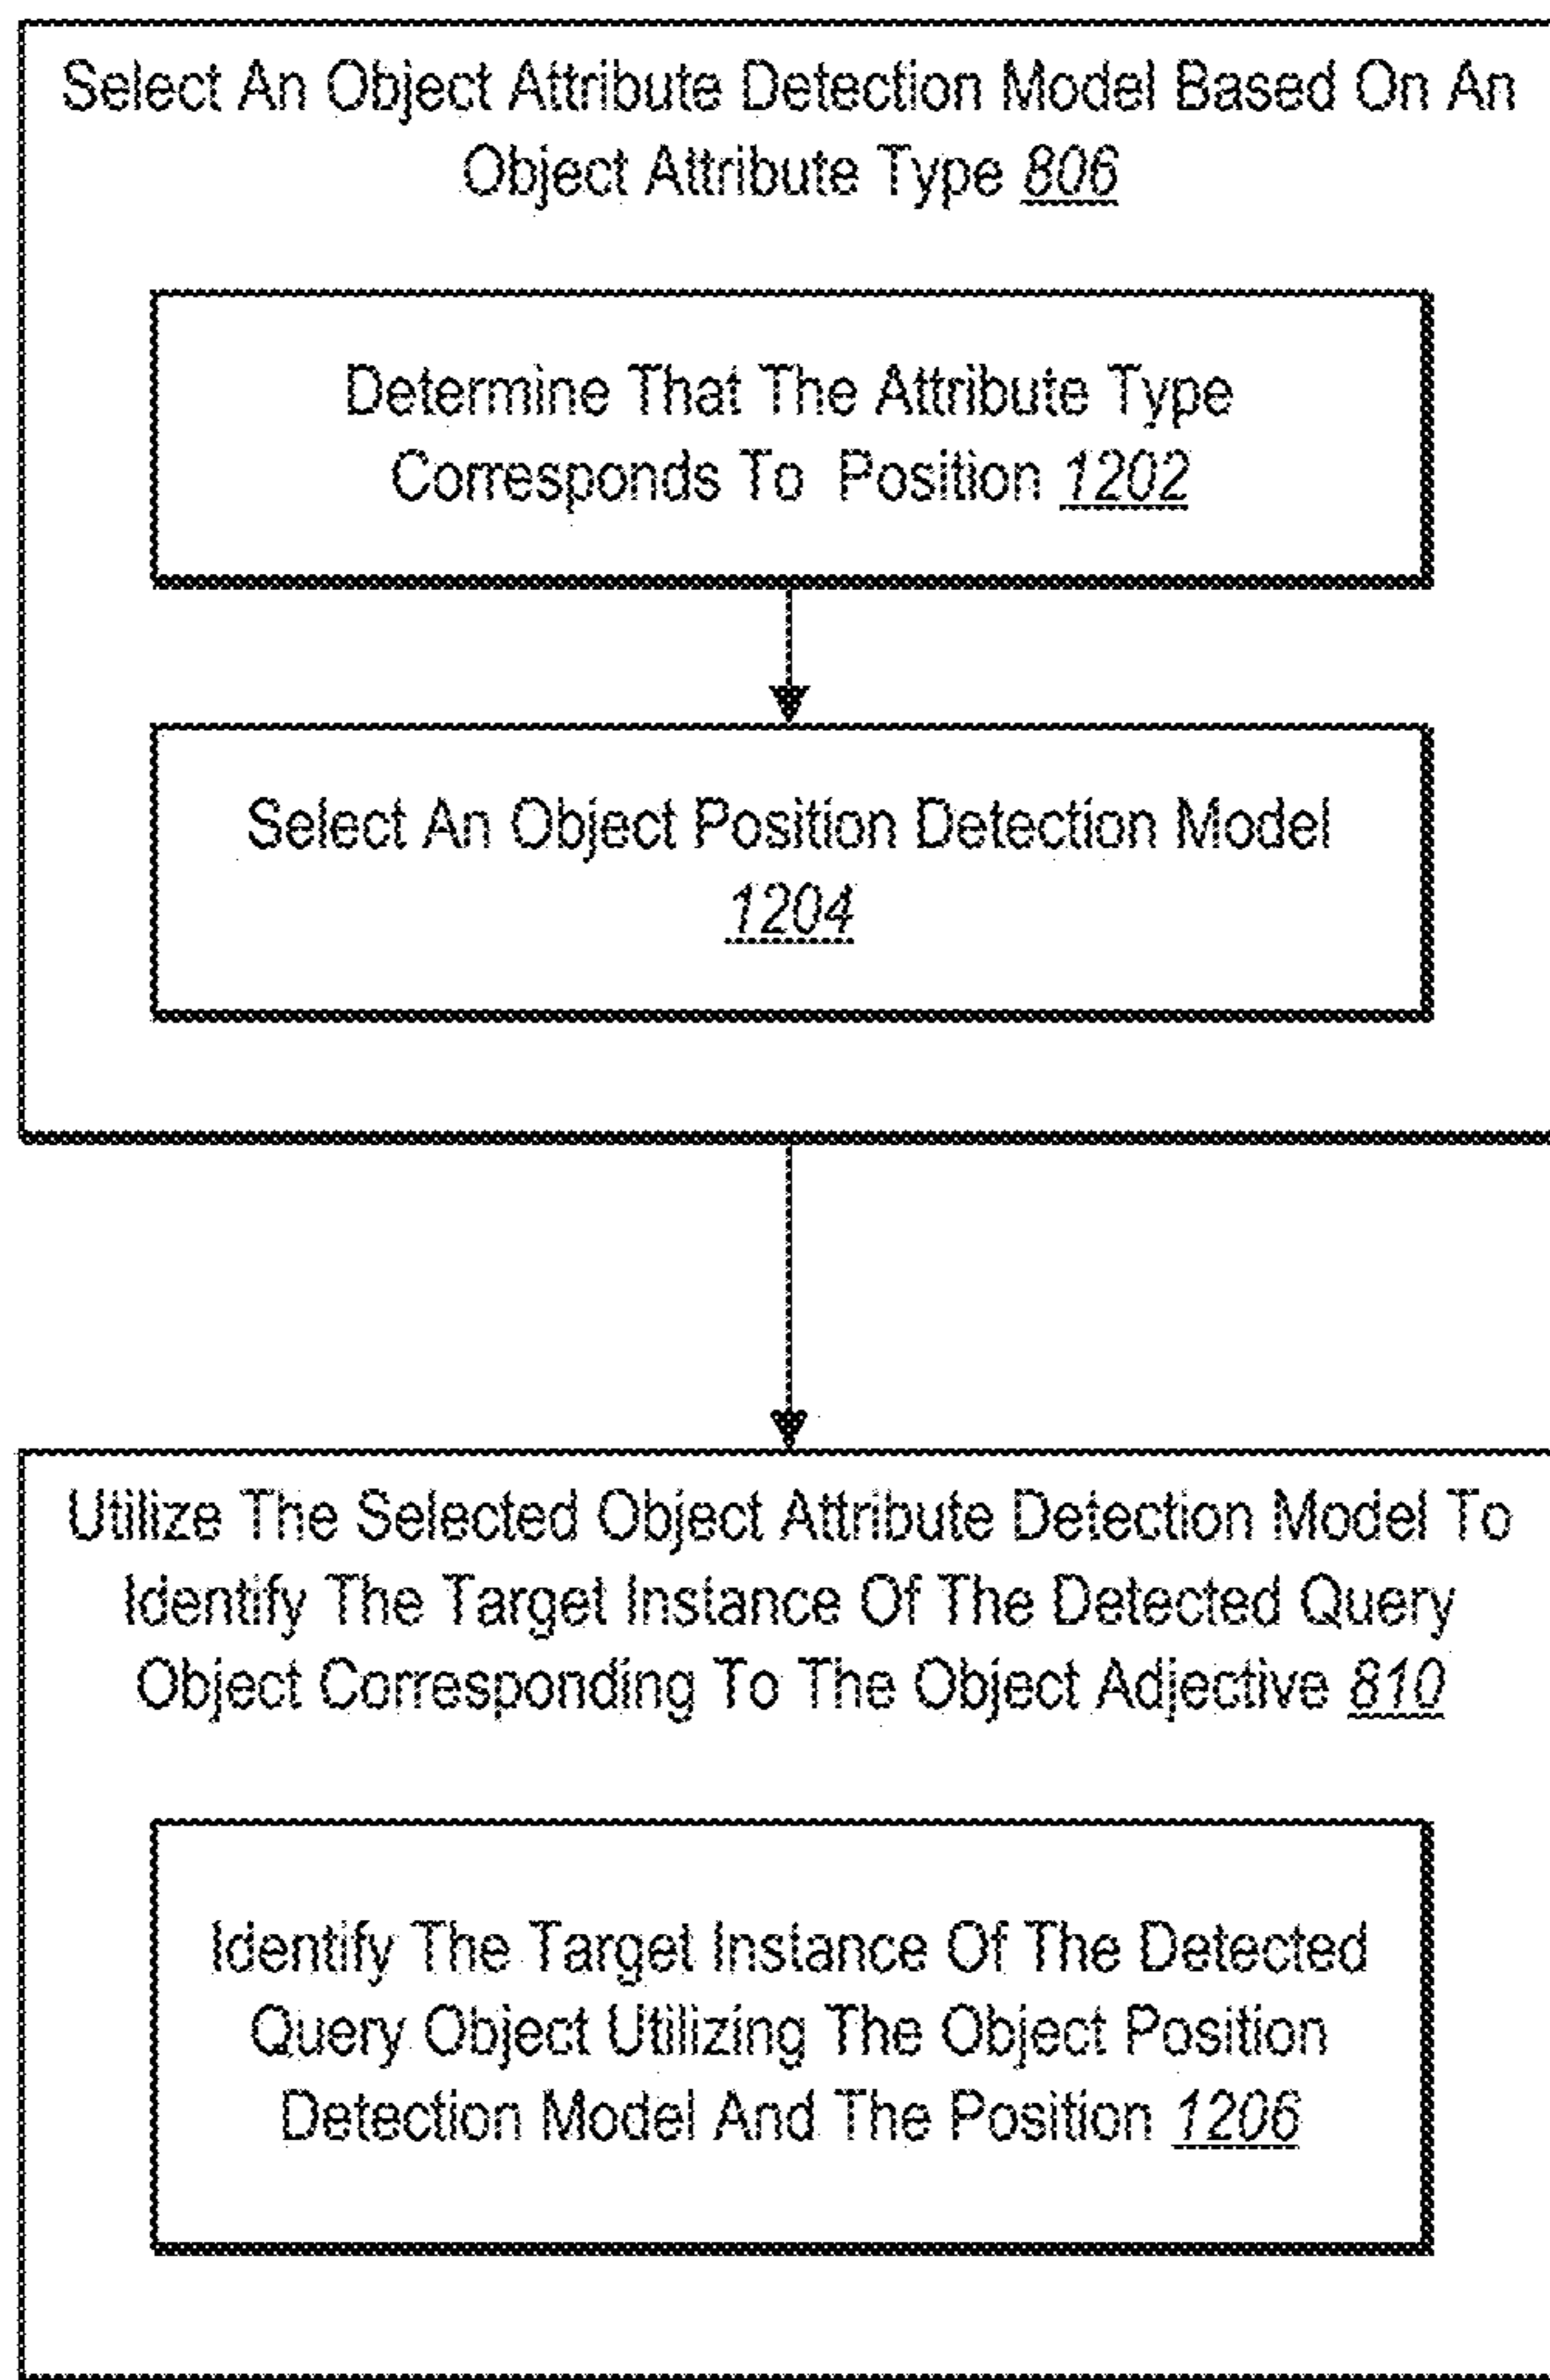 Select An Object Attribute Detection Model Based On An
Object Attribute Type 806
Determine That The Attribute Type
Corresponds To Position 1202
Select An Object Position Detection Model
1204
Utilize The Selected Object Attribute Detection Model To
Identify The Target Instance Of The Detected Query
Object Corresponding To The Object Adjective 810
Identify The Target Instance Of The Detected
Query Object Utilizing The Object Position
Detection Model And The Position 1206